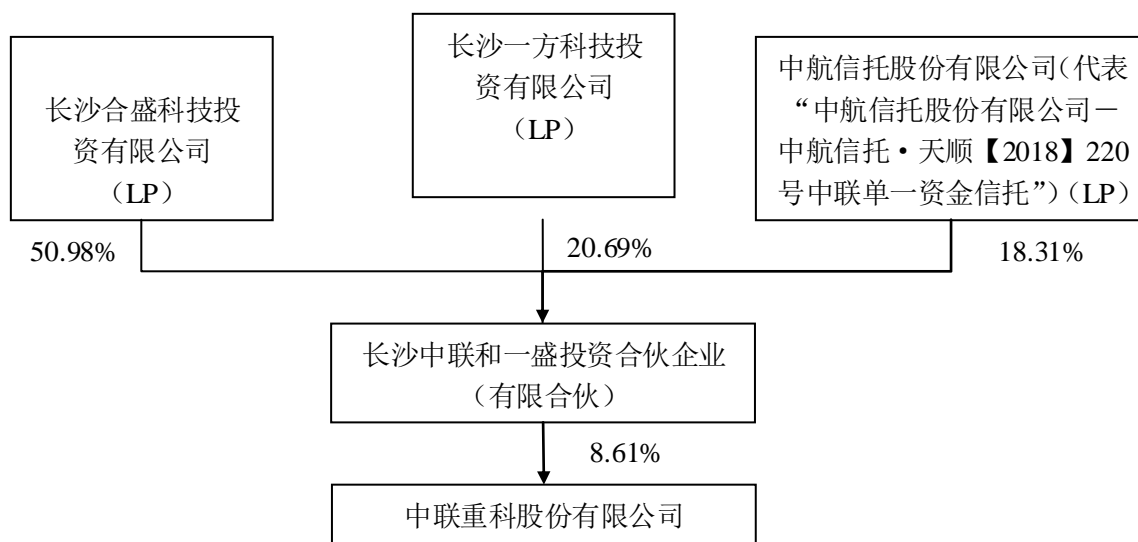 长沙合盛科技投
资有限公司
（LP）
长沙一方科技投
资有限公司
（LP）
中航信托股份有限公司（代表
“中航信托股份有限公司－
中航信托·天顺【2018】220
号中联单一资金信托”）（LP）
50.98%
20.69%
18.31%
长沙中联和一盛投资合伙企业
（有限合伙）
8.61%
中联重科股份有限公司